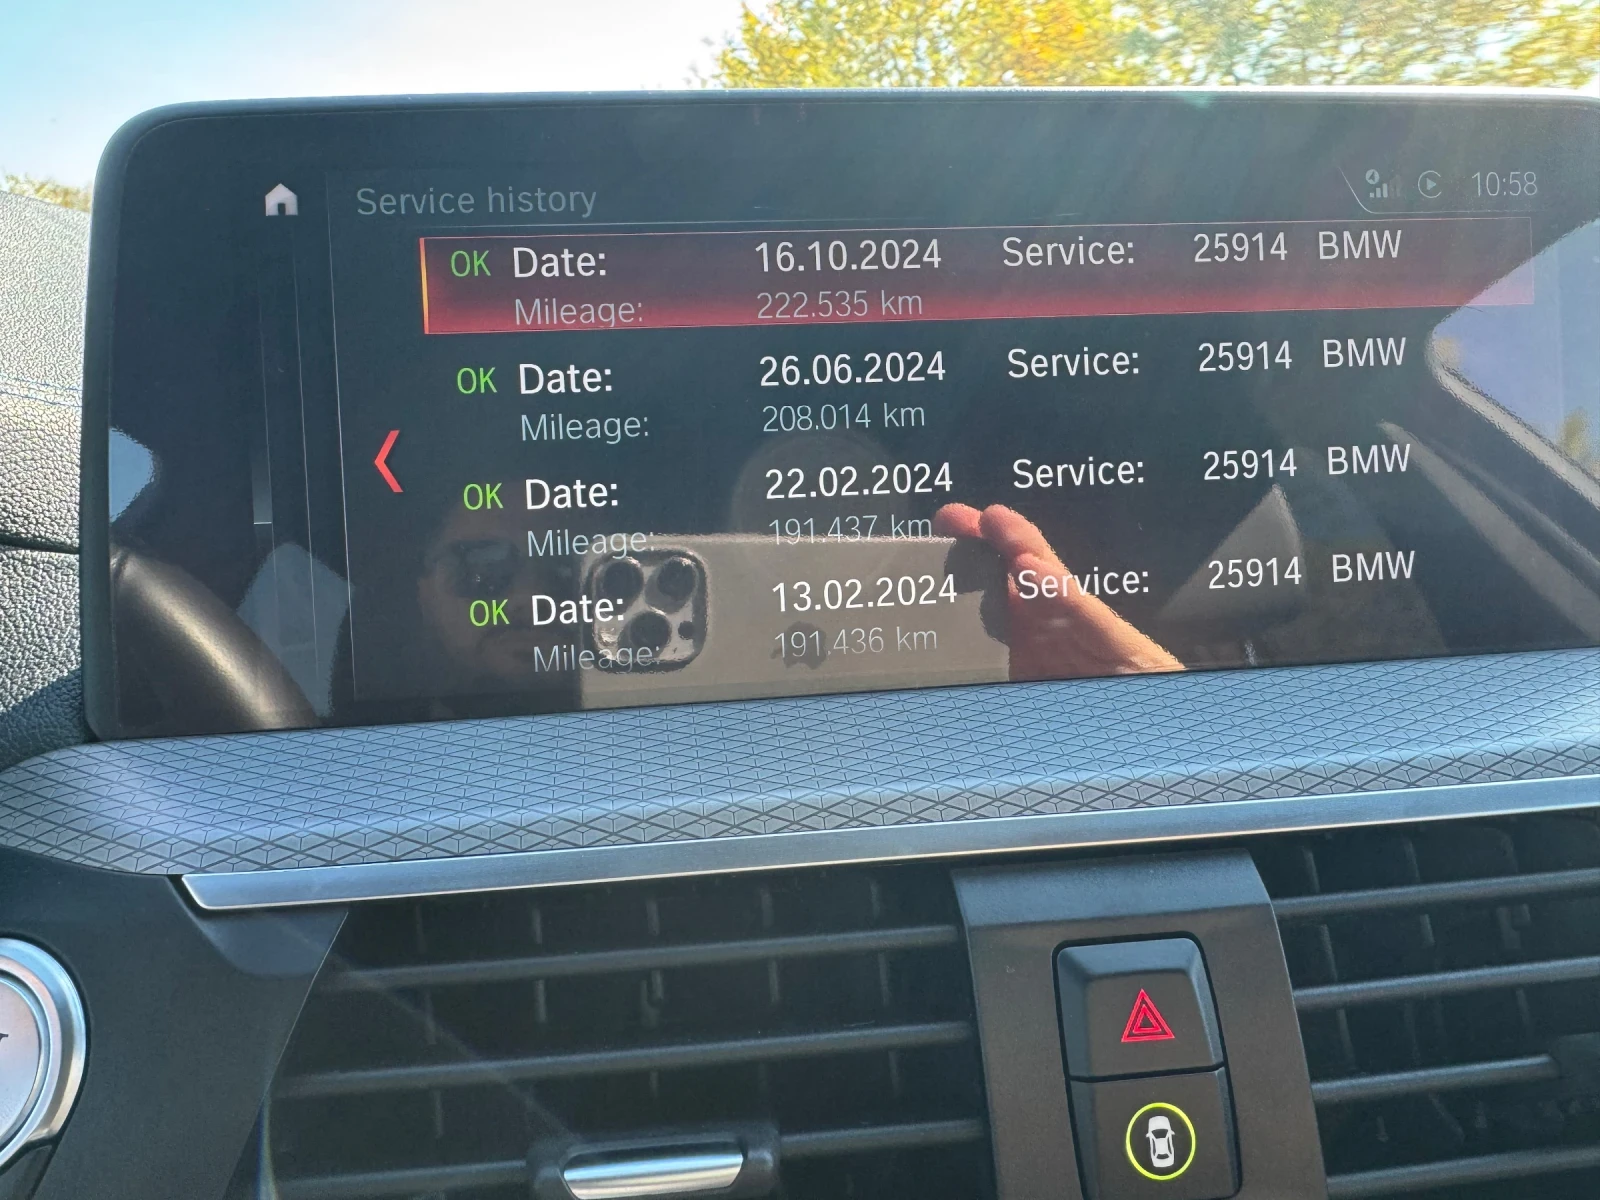 Service history 10:58
OK Date: 16.10.2024 Service: 25914 BMW
Mileage: 222.535 km
OK Date: 26.06.2024 Service: 25914 BMW
Mileage: 208.014 km
OK Date: 22.02.2024 Service: 25914 BMW
Mileage: 191.437 km
OK Date: 13.02.2024 Service: 25914 BMW
Mileage: 191.436 km